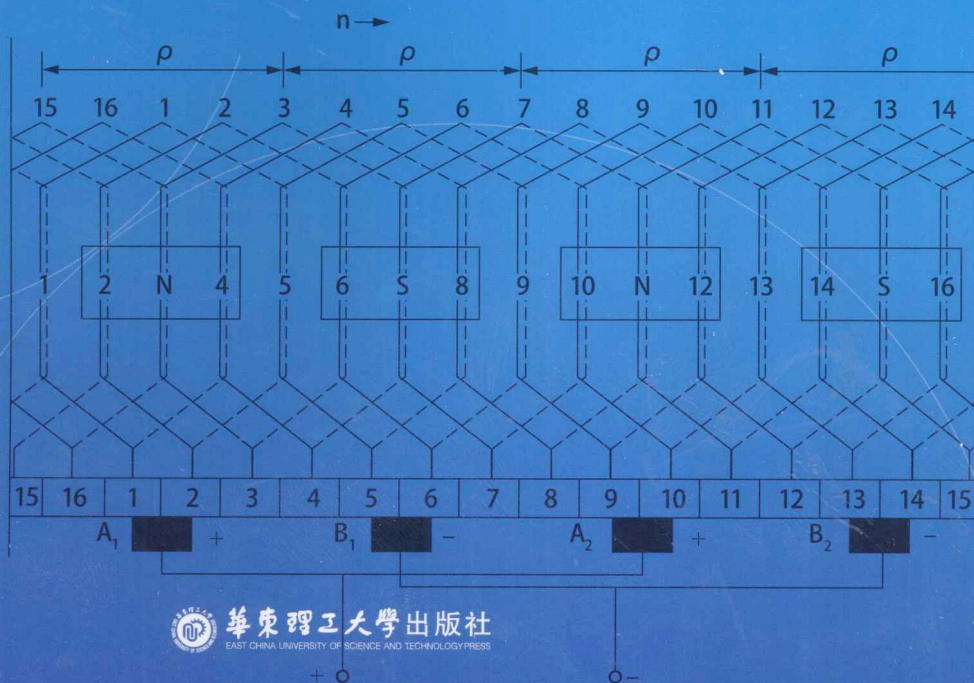 n
ρ ρ ρ ρ
15 16 1 2 3 4 5 6 7 8 9 10 11 12 13 14
1 2 N 4 5 6 S 8 9 10 N 12 13 14 S 16
15 16 1 2 3 4 5 6 7 8 9 10 11 12 13 14 15
A₁ + B₁ - A₂ + B₂ -
華東理工大學出版社
EAST CHINA UNIVERSITY OF SCIENCE AND TECHNOLOGY PRESS
+ -